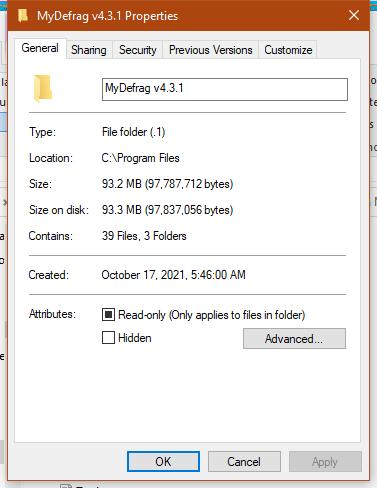 MyDefrag v4.3.1 Properties
General Sharing Security Previous Versions Customize
MyDefrag v4.3.1
Type: File folder (.1)
Location: C:\Program Files
Size: 93.2 MB (97,787,712 bytes)
Size on disk: 93.3 MB (97,837,056 bytes)
Contains: 39 Files, 3 Folders
Created: October 17, 2021, 5:46:00 AM
Attributes: Read-only (Only applies to files in folder)
Hidden Advanced...
OK Cancel Apply